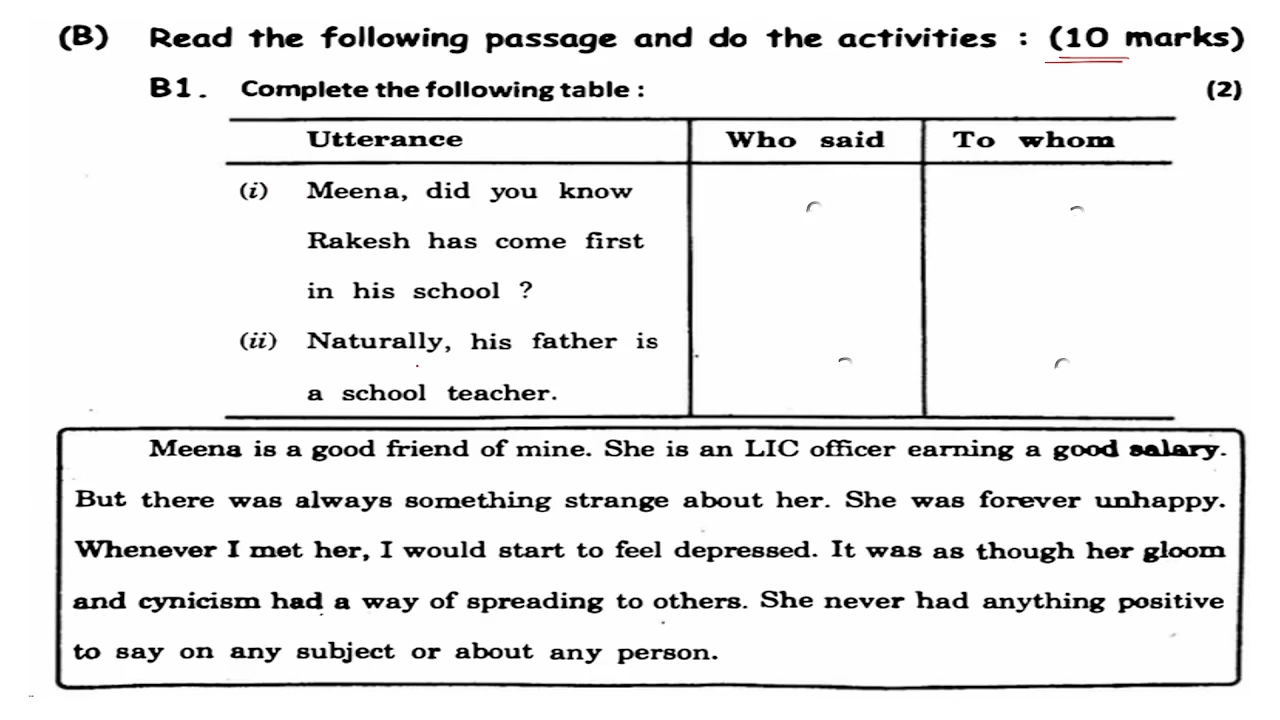 (B) Read the following passage and do the activities : (10 marks)
B1. Complete the following table : (2)
Utterance Who said To whom
(i) Meena, did you know
Rakesh has come first
in his school ?
(ii) Naturally, his father is
a school teacher.
Meena is a good friend of mine. She is an LIC officer earning a good salary.
But there was always something strange about her. She was forever unhappy.
Whenever I met her, I would start to feel depressed. It was as though her gloom
and cynicism had a way of spreading to others. She never had anything positive
to say on any subject or about any person.